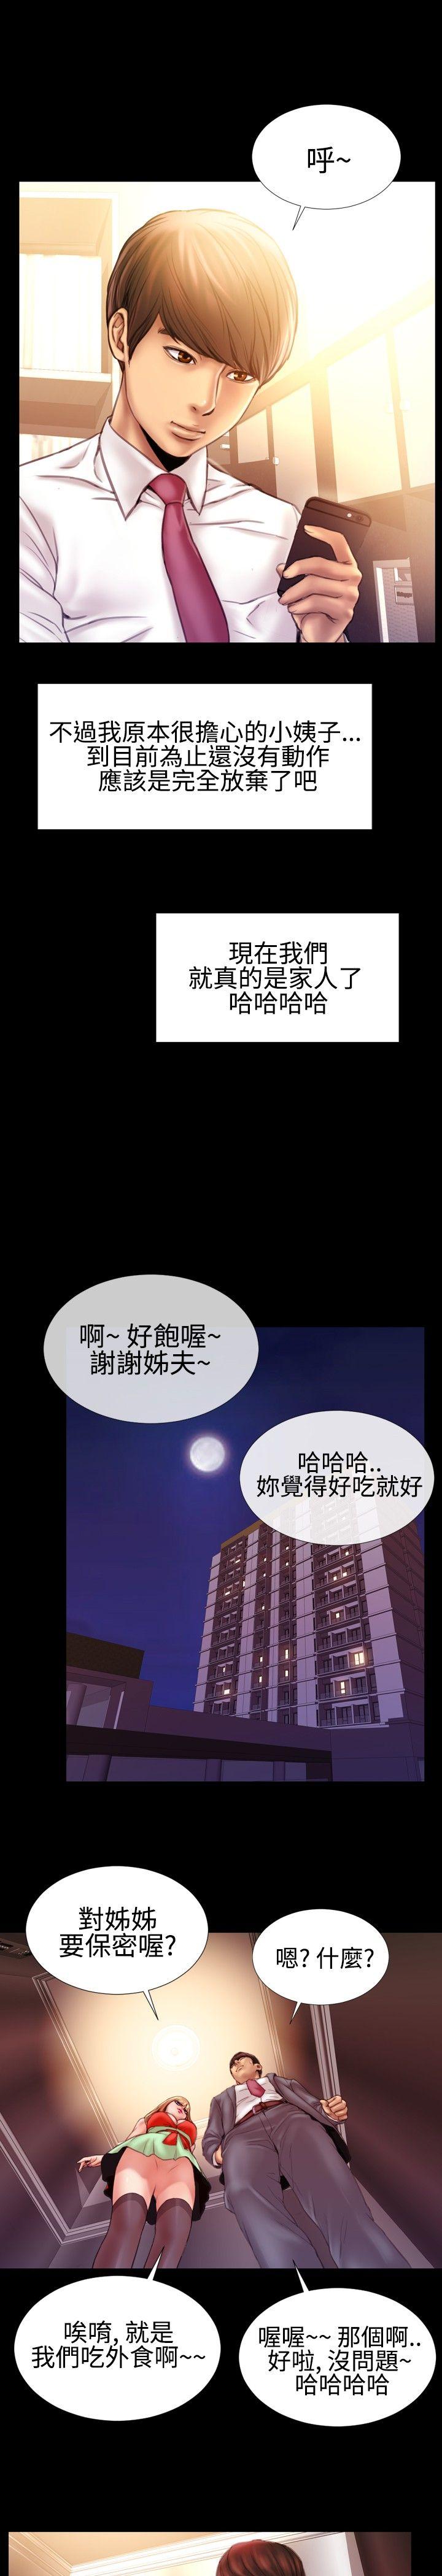 呼~
不過我原本很擔心的小姨子...
到目前為止還沒有動作
應該是完全放棄了吧
現在我們
就真的是家人了
哈哈哈哈
啊~ 好飽喔~
謝謝姊夫~
哈哈哈..
妳覺得好吃就好
對姊姊
要保密喔?
嗯? 什麼?
唉唷, 就是
我們吃外食啊~~
喔喔~~ 那個啊..
好啦, 沒問題~
哈哈哈哈